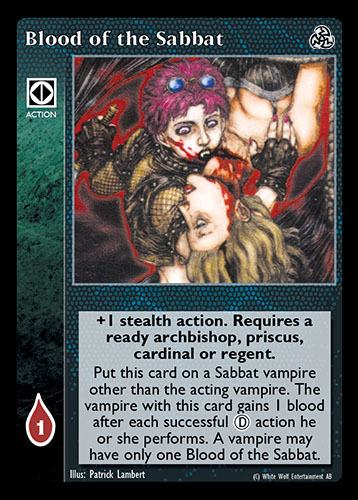 Blood of the Sabbat
ACTION
+1 stealth action. Requires a
ready archbishop, priscus,
cardinal or regent.
Put this card on a Sabbat vampire
other than the acting vampire. The
vampire with this card gains 1 blood
after each successful Ⓓ action he
or she performs. A vampire may
have only one Blood of the Sabbat.
1
Illus: Patrick Lambert
(C) White Wolf Entertainment AB